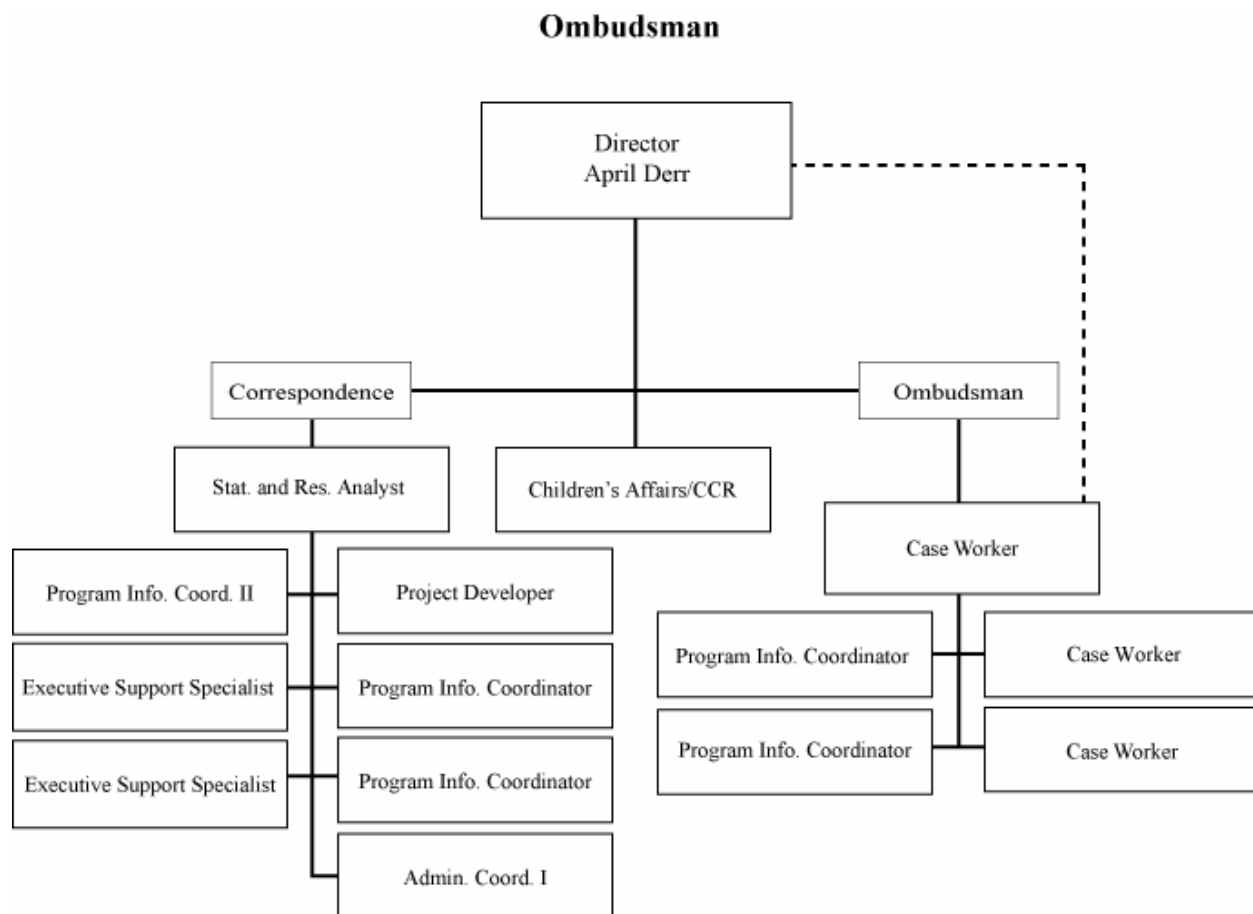 Ombudsman
Director
April Derr
Correspondence
Ombudsman
Stat. and Res. Analyst
Children's Affairs/CCR
Case Worker
Program Info. Coord. II
Project Developer
Executive Support Specialist
Program Info. Coordinator
Executive Support Specialist
Program Info. Coordinator
Admin. Coord. I
Program Info. Coordinator
Case Worker
Program Info. Coordinator
Case Worker